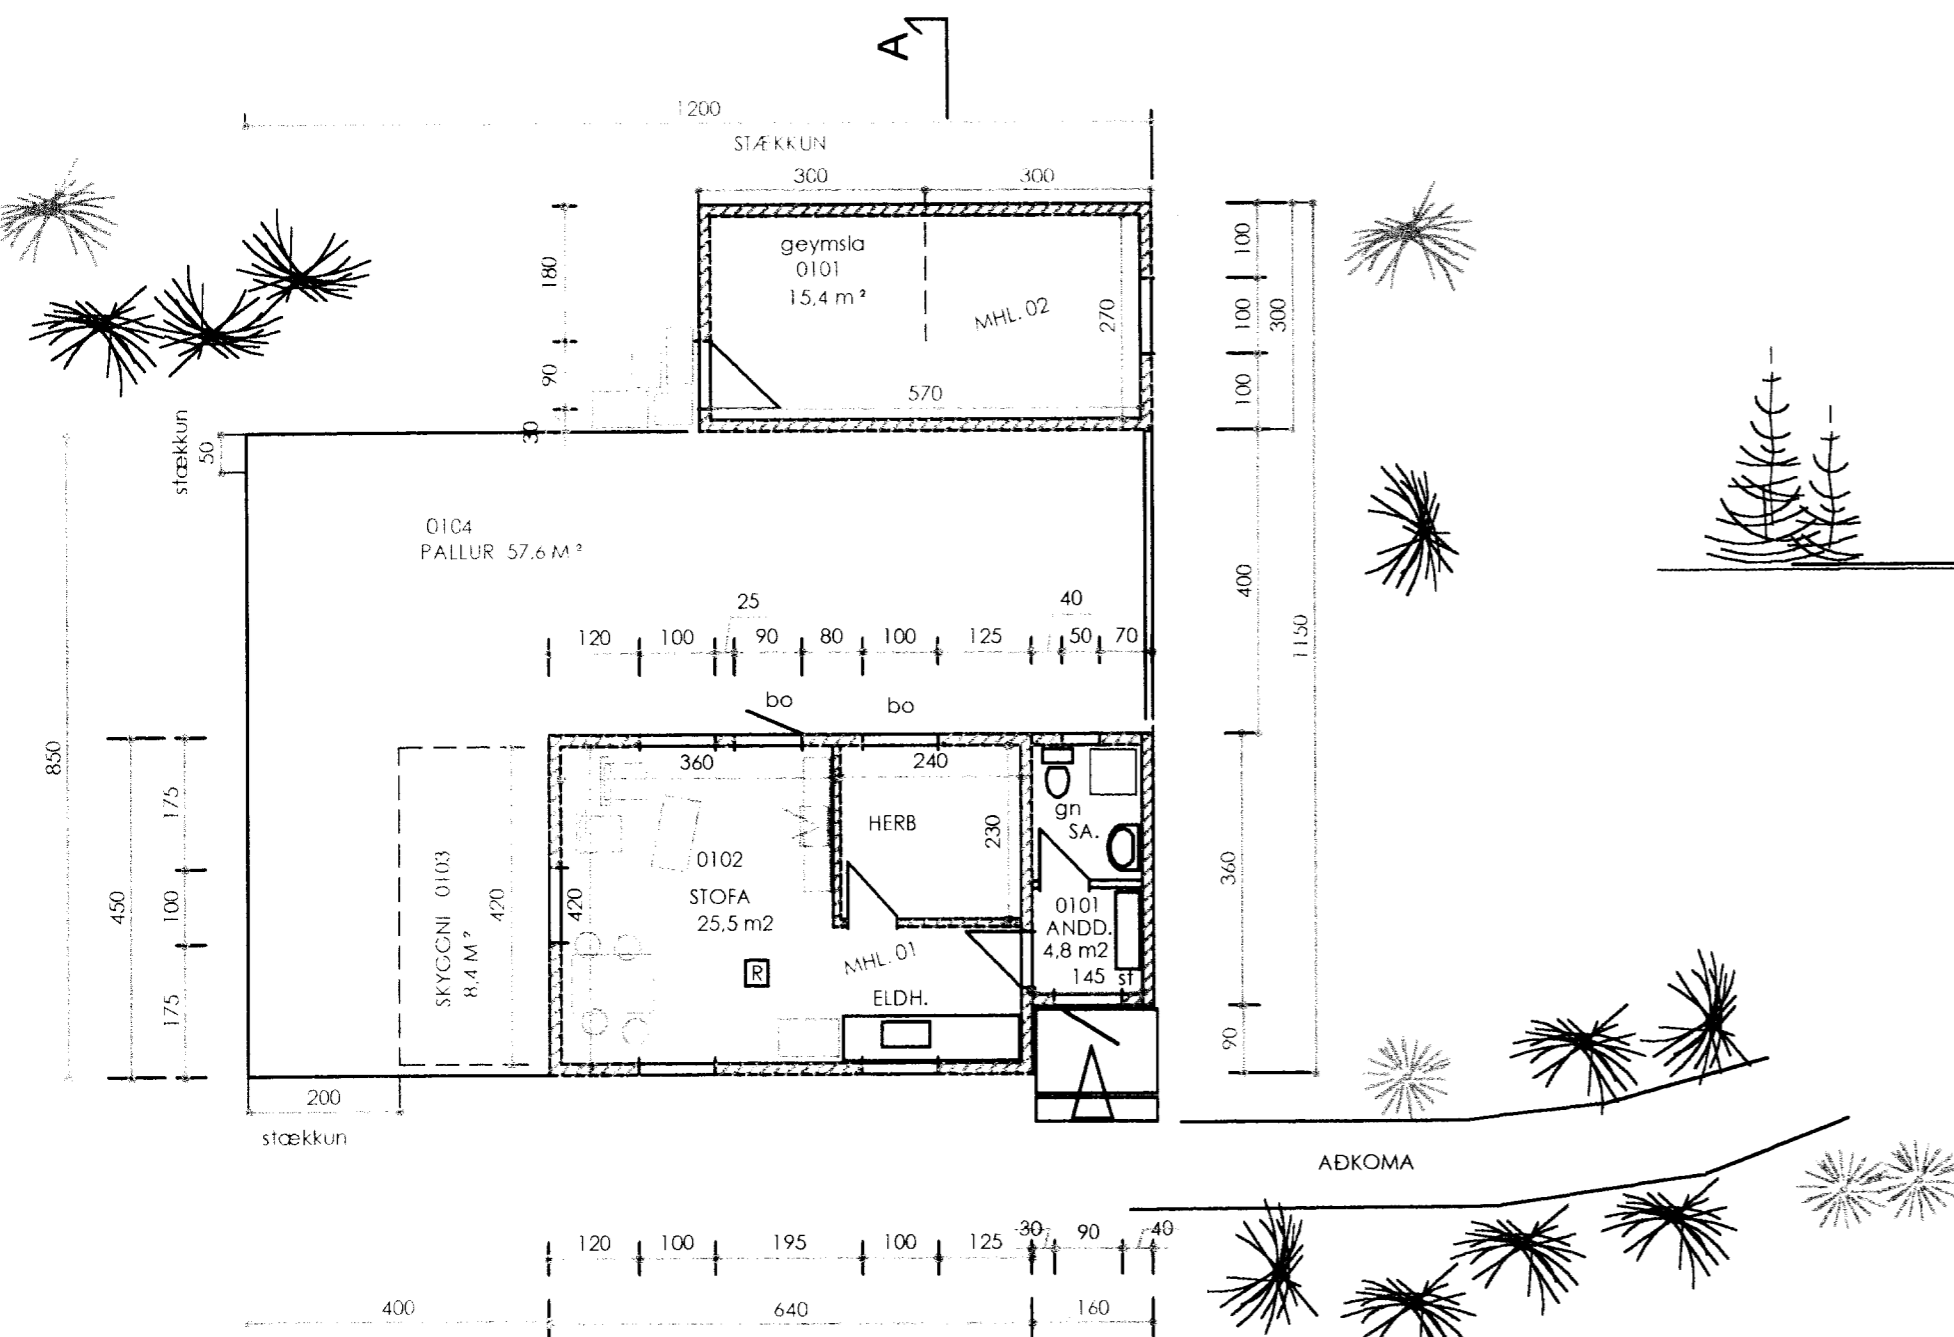 A
1200
STÆKKUN
300
300
geymsla
0101
15,4 m²
MHL. 02
270
570
180
90
30
100
100
100
300
stækkun
50
0104
PALLUR 57,6 M²
400
1150
25
40
120
100
90
80
100
125
50
70
bo
bo
850
450
175
100
175
SKYGGNI 0103
8,4 M²
420
420
360
240
HERB
230
gn
SA.
0102
STOFA
25,5 m2
0101
ANDD.
4,8 m2
145
st
MHL. 01
R
ELDH.
360
90
200
stækkun
AÐKOMA
120
100
195
100
125
30
90
40
400
640
160